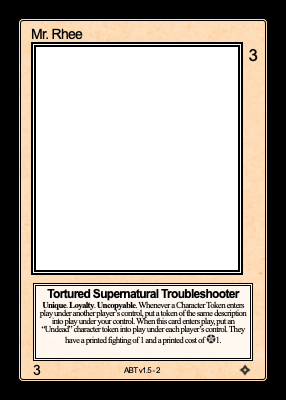 Mr. Rhee
3
Tortured Supernatural Troubleshooter
Unique. Loyalty. Uncopyable. Whenever a Character Token enters
play under another player's control, put a token of the same description
into play under your control. When this card enters play, put an
"Undead" character token into play under each player's control. They
have a printed fighting of 1 and a printed cost of 1.
3
ABT v1.5 - 2